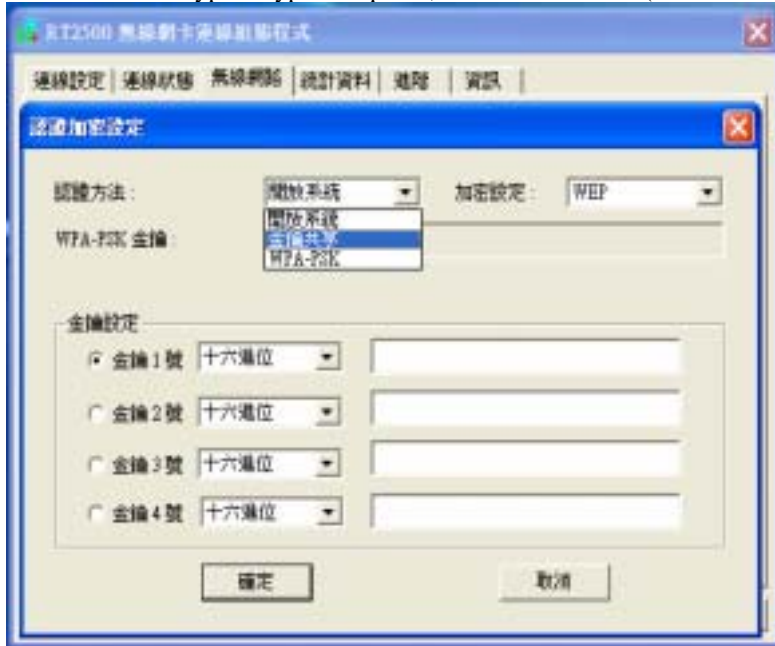 RT2500 無線網卡連線組態程式
連線設定 連線狀態 無線網路 統計資料 進階 資訊
認證加密設定
認證方法： 開放系統 加密設定： WEP
開放系統
金鑰共享
WPA-PSK
WPA-PSK 金鑰：
金鑰設定
金鑰1號 十六進位
金鑰2號 十六進位
金鑰3號 十六進位
金鑰4號 十六進位
確定 取消